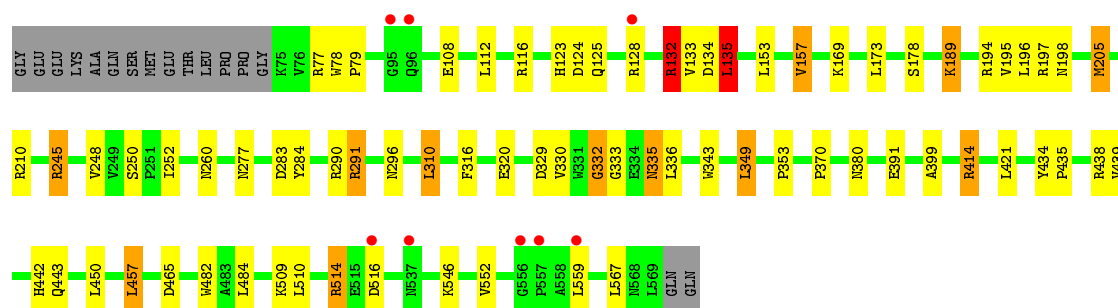 GLY GLU GLU LYS ALA GLN SER MET GLU THR LEU PRO PRO GLY K75 V76 R77 W78 P79 G95 Q96 E108 L112 R116 H123 D124 Q125 R128 R132 V133 D134 L135 L153 V157 K169 L173 S178 K189 R194 V195 L196 R197 N198 M205
R210 R245 V248 V249 S250 P251 I252 N260 N277 D283 Y284 R290 R291 N296 L310 F316 E320 D329 V330 W331 G332 G333 E334 N335 L336 W343 L349 P353 P370 N380 E391 A399 R414 L421 Y434 P435 R438 V439
H442 Q443 L450 L457 D465 W482 A483 L484 K509 L510 R514 E515 D516 N537 K546 V552 G556 P557 A558 L559 L567 N568 L569 GLN GLN